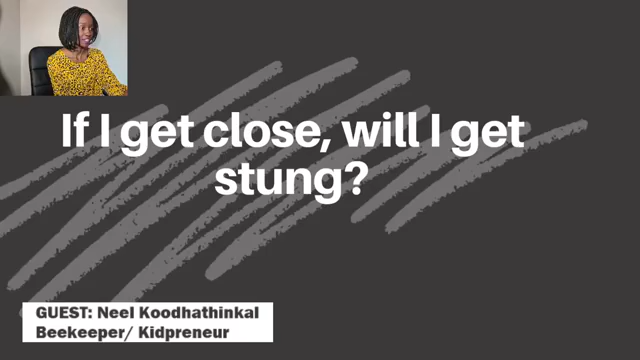 If I get close, will I get
stung?
GUEST: Neel Koodhathinkal
Beekeeper/ Kidpreneur